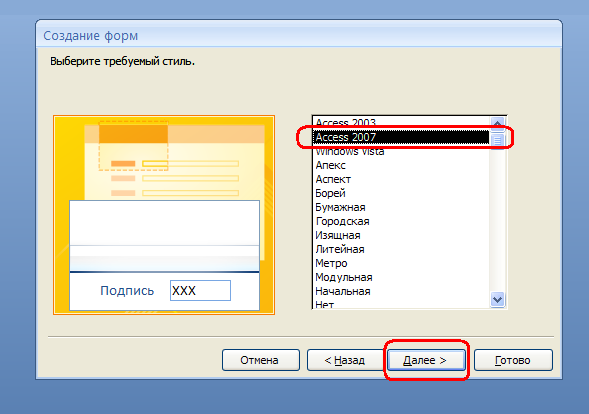 Создание форм
Выберите требуемый стиль.
Подпись XXX
Access 2003
Access 2007
Windows Vista
Апекс
Аспект
Борей
Бумажная
Городская
Изящная
Литейная
Метро
Модульная
Начальная
Нет
Отмена < Назад Далее > Готово